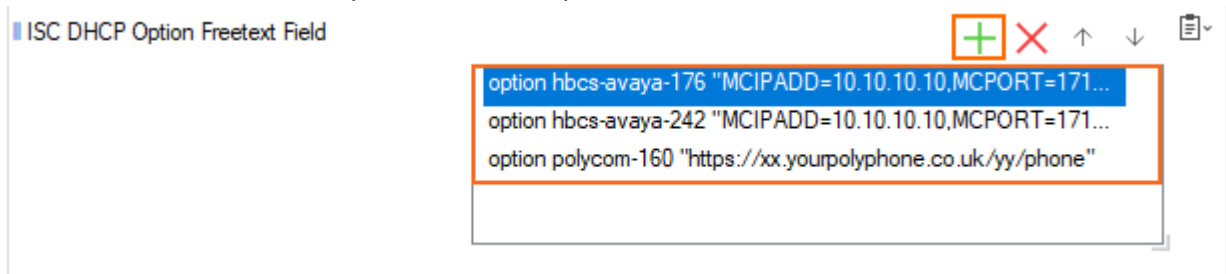 ISC DHCP Option Freetext Field
option hbcs-avaya-176 "MCIPADD=10.10.10.10,MCPORT=171...
option hbcs-avaya-242 "MCIPADD=10.10.10.10,MCPORT=171...
option polycom-160 "https://xx.yourpolyphone.co.uk/yy/phone"